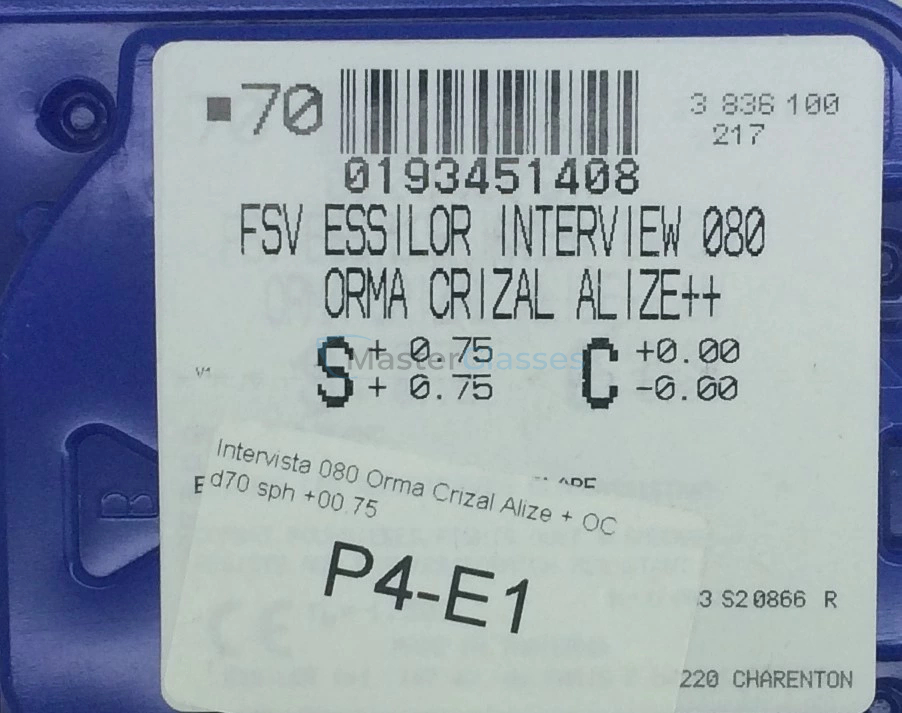 ▪70
3 836 100
217
0193451408
FSV ESSILOR INTERVIEW 080
ORMA CRIZAL ALIZE++
S + 0.75 C +0.00
+ 0.75 -0.00
MasterGlasses
Intervista 080 Orma Crizal Alize + OC
d70 sph +00.75
P4-E1
3 S20866 R
220 CHARENTON
B
CE